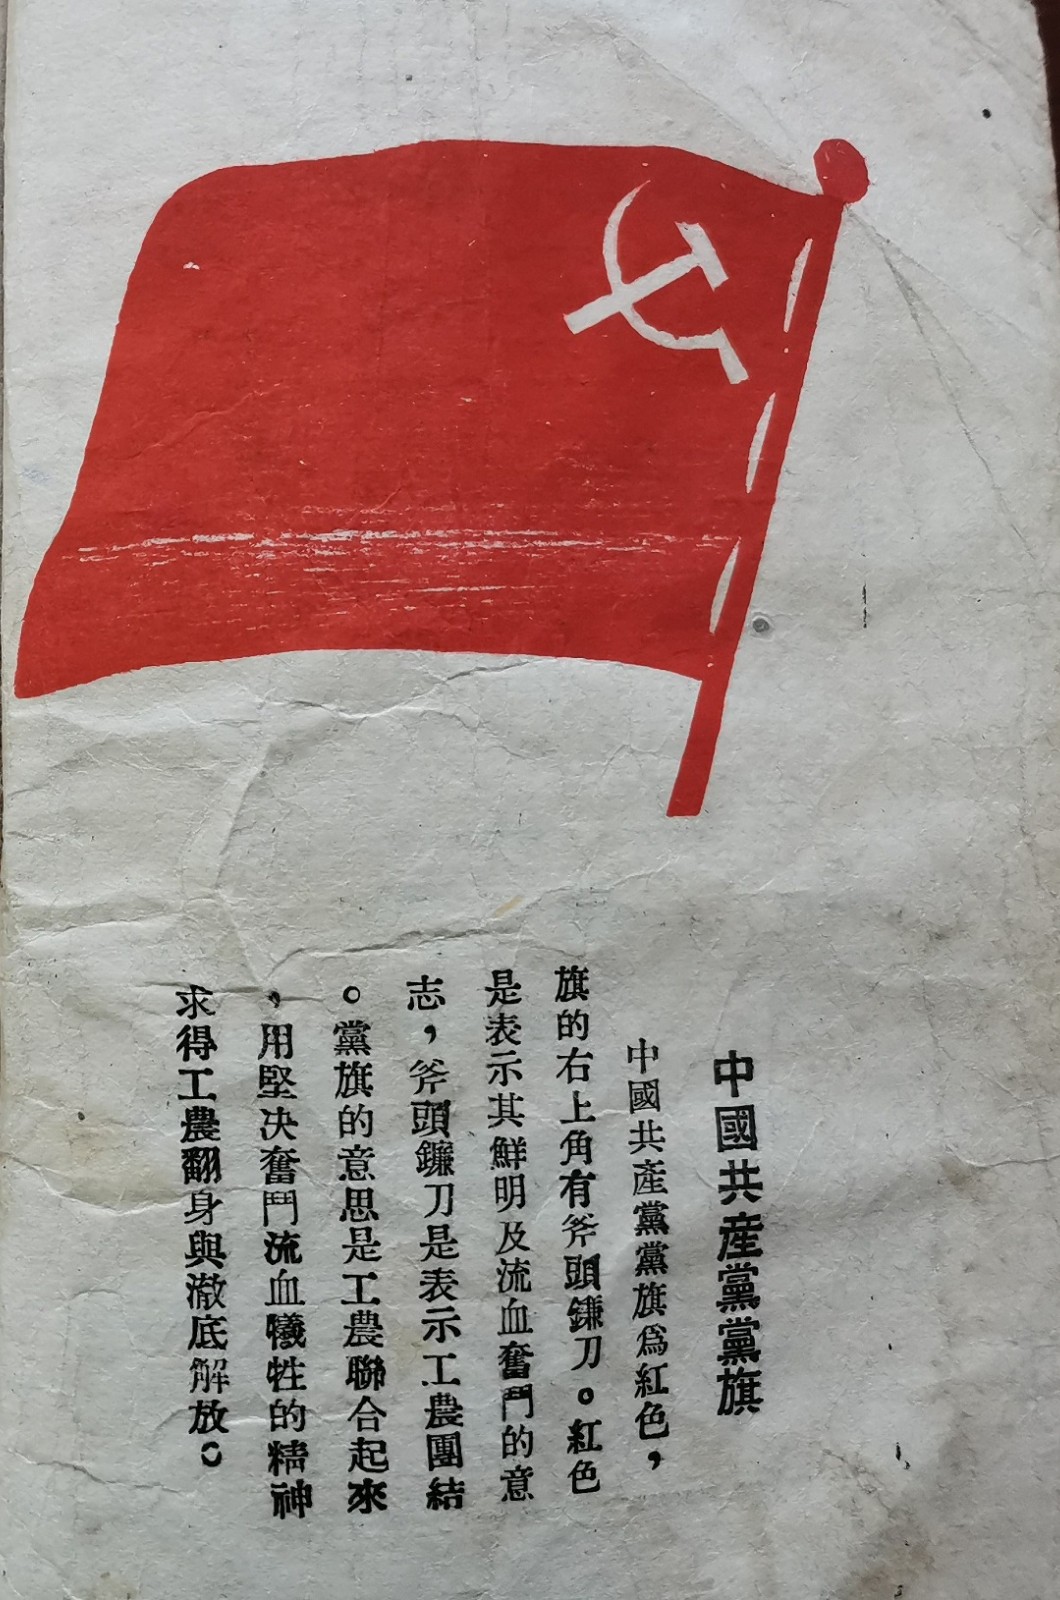 中國共産黨黨旗
中國共産黨黨旗爲紅色，
旗的右上角有斧頭鐮刀。紅色
是表示其鮮明及流血奮鬥的意
志，斧頭鐮刀是表示工農團結
。黨旗的意思是工農聯合起來
，用堅决奮鬥流血犧牲的精神
求得工農翻身與澈底解放。